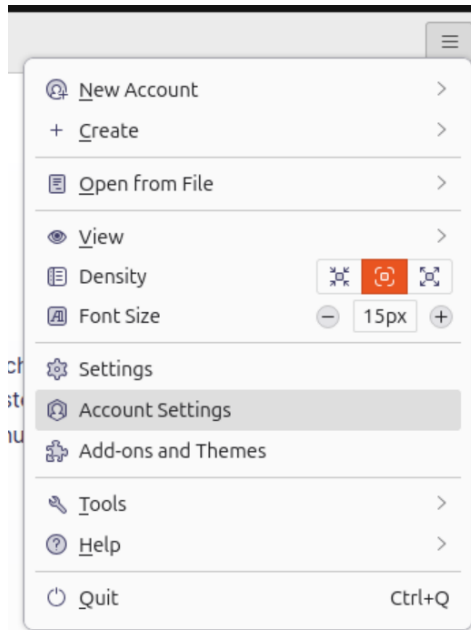 New Account
Create
Open from File
View
Density
Font Size 15px
Settings
Account Settings
Add-ons and Themes
Tools
Help
Quit Ctrl+Q